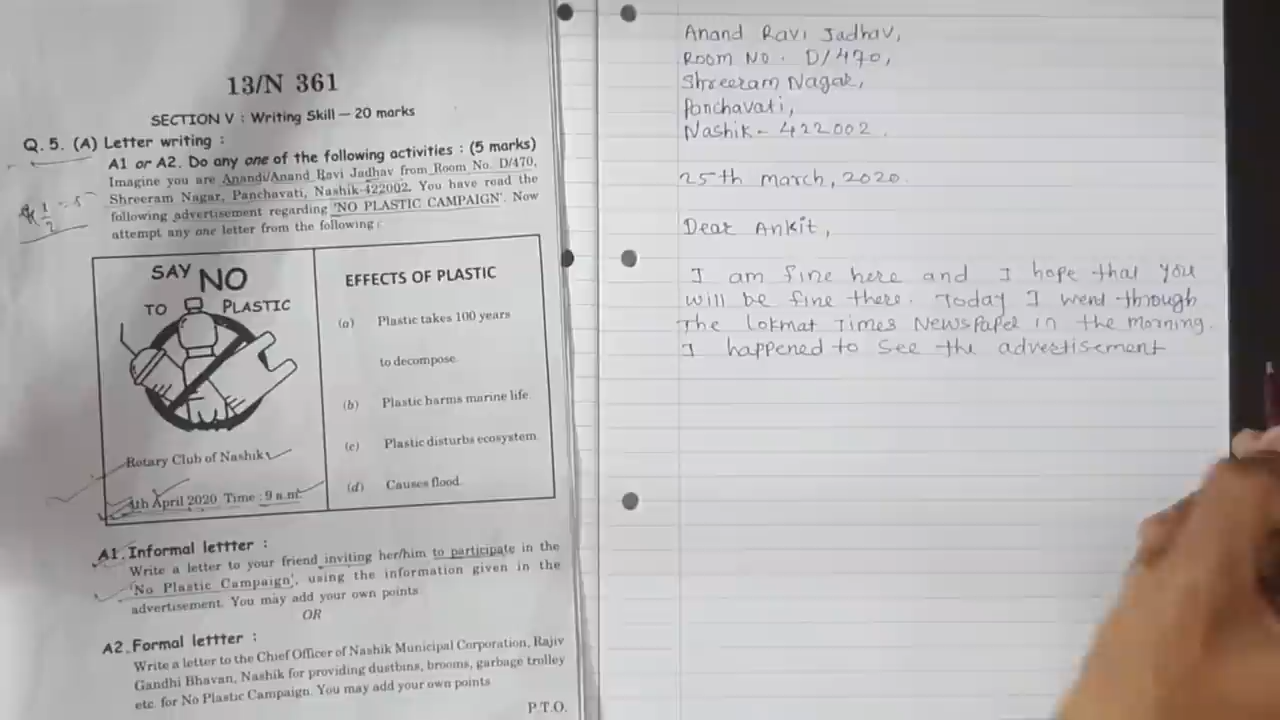 13/N 361
SECTION V : Writing Skill – 20 marks
Q. 5. (A) Letter writing :
A1 or A2. Do any one of the following activities : (5 marks)
Imagine you are Anandi/Anand Ravi Jadhav from Room No. D/470,
Shreeram Nagar, Panchavati, Nashik-422002. You have read the
following advertisement regarding 'NO PLASTIC CAMPAIGN'. Now
attempt any one letter from the following :
SAY NO
TO PLASTIC
Rotary Club of Nashik
4th April 2020 Time : 9 a.m.
EFFECTS OF PLASTIC
(a) Plastic takes 100 years
to decompose.
(b) Plastic harms marine life.
(c) Plastic disturbs ecosystem.
(d) Causes flood.
A1. Informal lettter :
Write a letter to your friend inviting her/him to participate in the
'No Plastic Campaign', using the information given in the
advertisement. You may add your own points
OR
A2. Formal lettter :
Write a letter to the Chief Officer of Nashik Municipal Corporation, Rajiv
Gandhi Bhavan, Nashik for providing dustbins, brooms, garbage trolley
etc. for No Plastic Campaign. You may add your own points
P.T.O.
Anand Ravi Jadhav,
Room No. D/470,
Shreeram Nagar,
Panchavati,
Nashik - 422002.
25th march, 2020.
Dear Ankit,
I am fine here and I hope that you
will be fine there. Today I went through
The Lokmat Times Newspaper in the morning.
I happened to see the advertisement